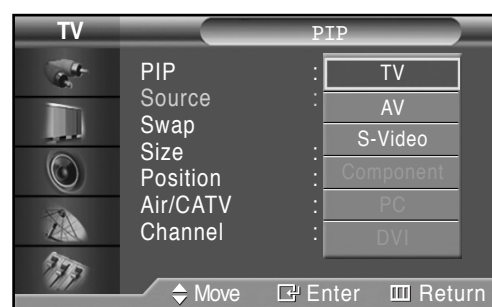 TV PIP
PIP : TV
Source : AV
Swap S-Video
Size : Component
Position : PC
Air/CATV : DVI
Channel :
Move Enter Return